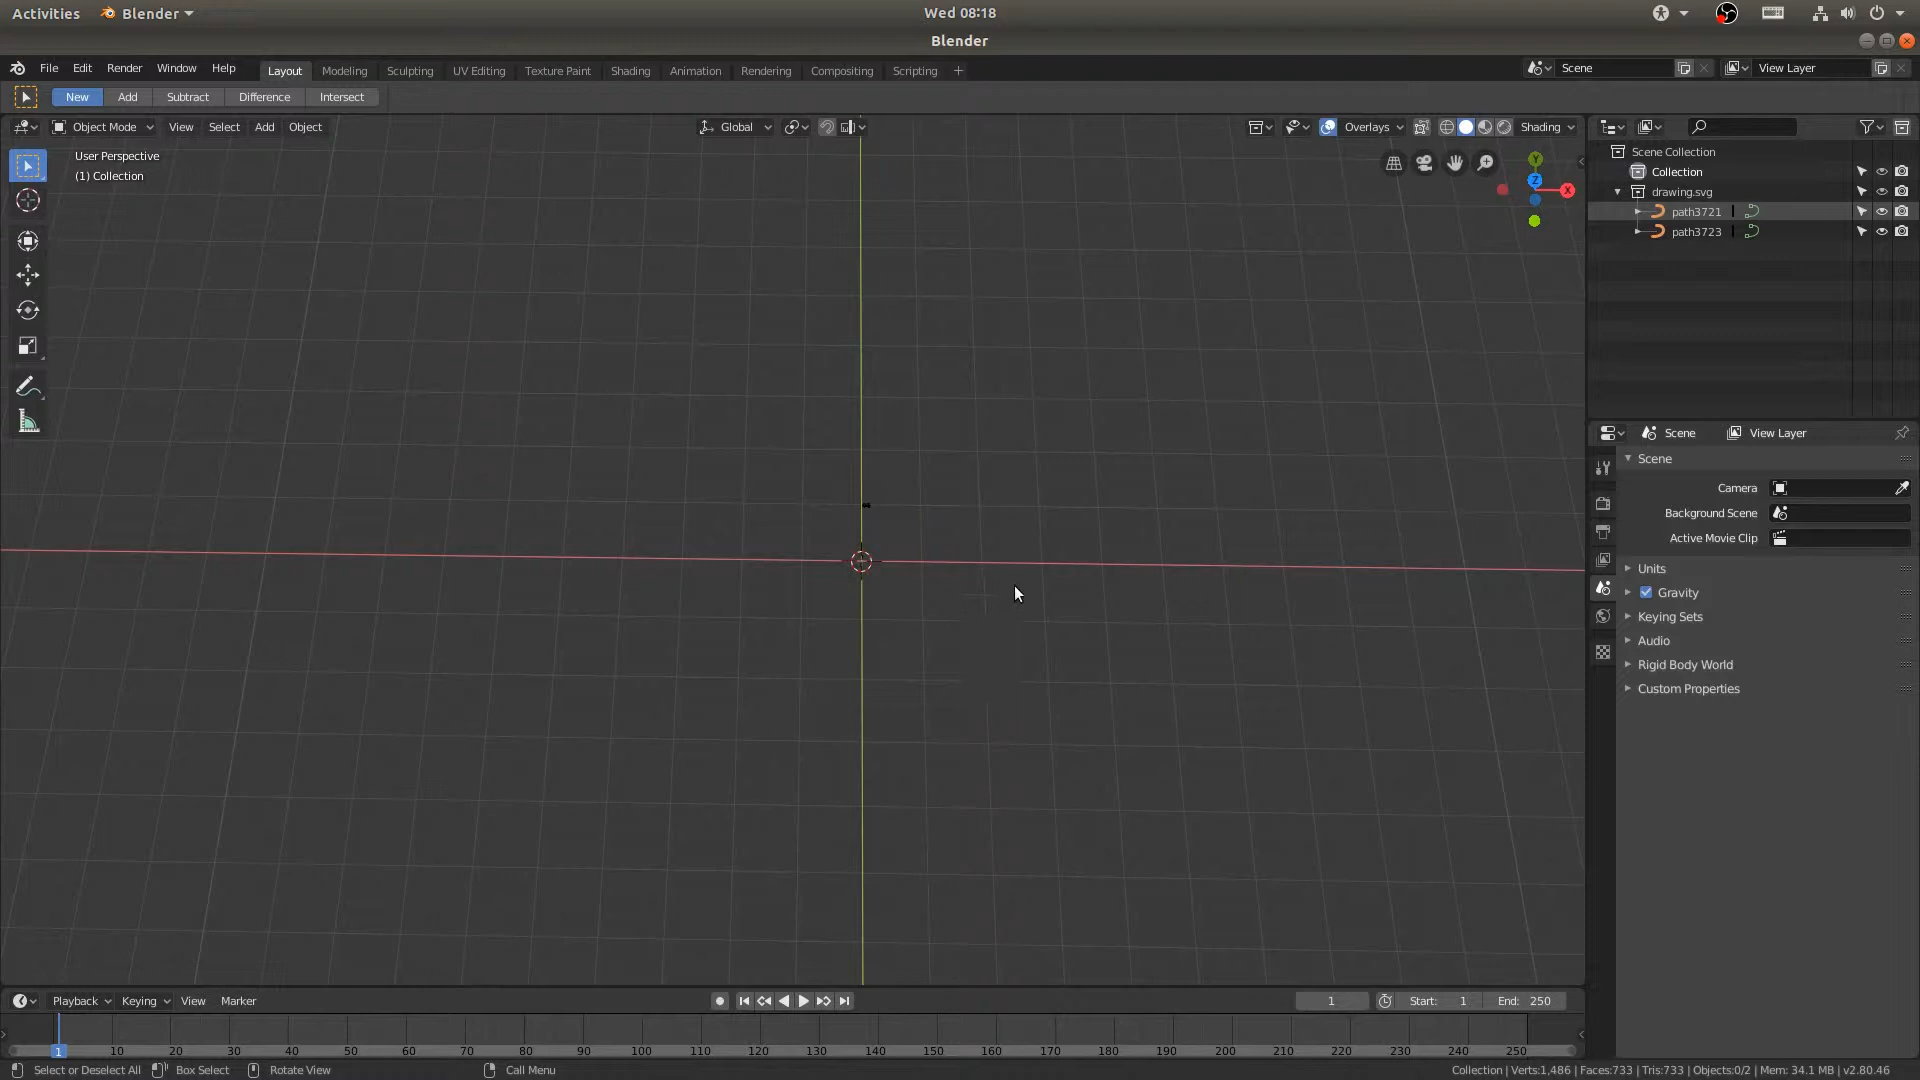 Activities Blender Wed 08:18
Blender
File Edit Render Window Help Layout Modeling Sculpting UV Editing Texture Paint Shading Animation Rendering Compositing Scripting Scene View Layer
New Add Subtract Difference Intersect
Object Mode View Select Add Object Global Overlays Shading
User Perspective
(1) Collection
Y
Z
X
Scene Collection
Collection
drawing.svg
path3721
path3723
Scene View Layer
Scene
Camera
Background Scene
Active Movie Clip
Units
Gravity
Keying Sets
Audio
Rigid Body World
Custom Properties
Playback Keying View Marker 1 Start: 1 End: 250
1 10 20 30 40 50 60 70 80 90 100 110 120 130 140 150 160 170 180 190 200 210 220 230 240 250
Select or Deselect All Box Select Rotate View Call Menu Collection | Verts:1,486 | Faces:733 | Tris:733 | Objects:0/2 | Mem: 34.1 MB | v2.80.46